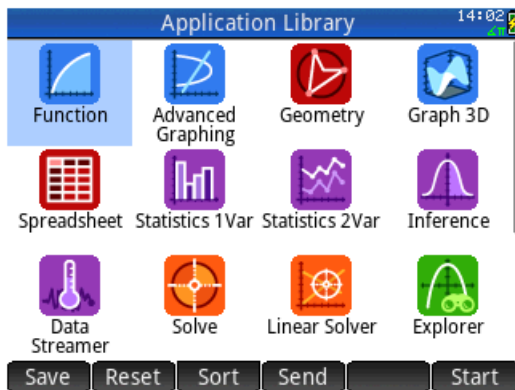 Application Library
14:02
∠π
Function
Advanced
Graphing
Geometry
Graph 3D
Spreadsheet
Statistics 1Var
Statistics 2Var
Inference
Data
Streamer
Solve
Linear Solver
Explorer
Save
Reset
Sort
Send
Start